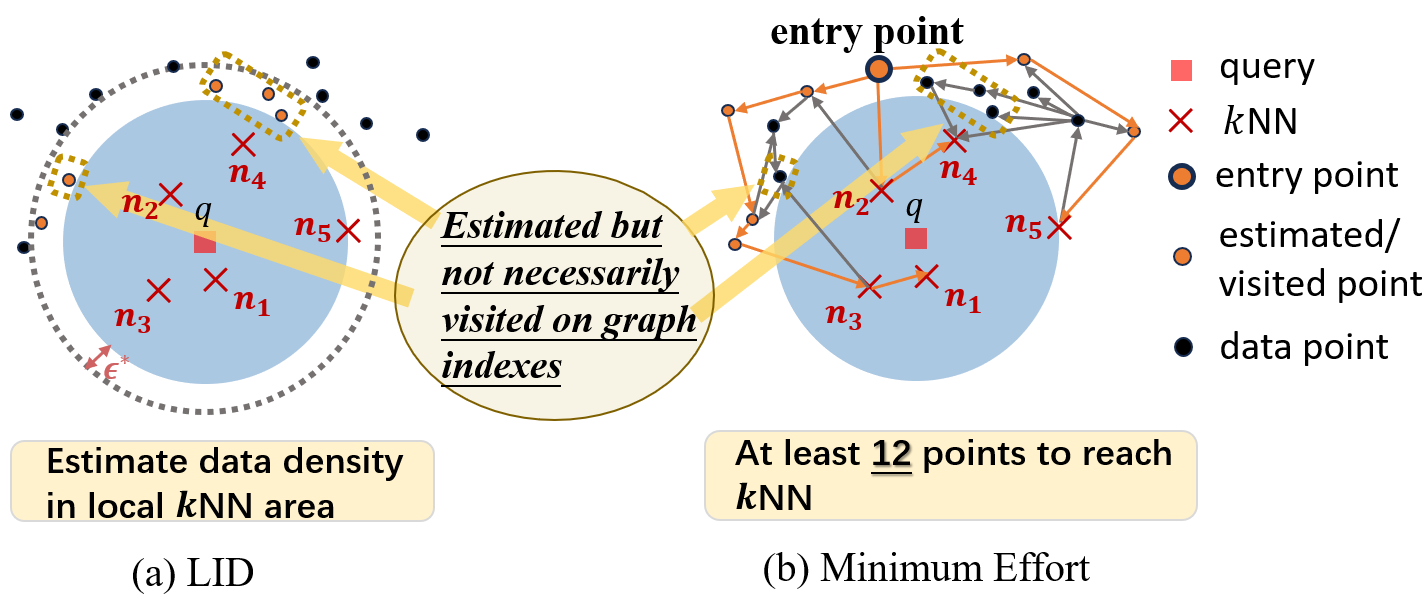 entry point
query
kNN
entry point
estimated/
visited point
data point
n4
n2
q
n5
n3
n1
ϵ*
Estimated but
not necessarily
visited on graph
indexes
n4
n2
q
n5
n3
n1
Estimate data density
in local kNN area
At least 12 points to reach
kNN
(a) LID
(b) Minimum Effort